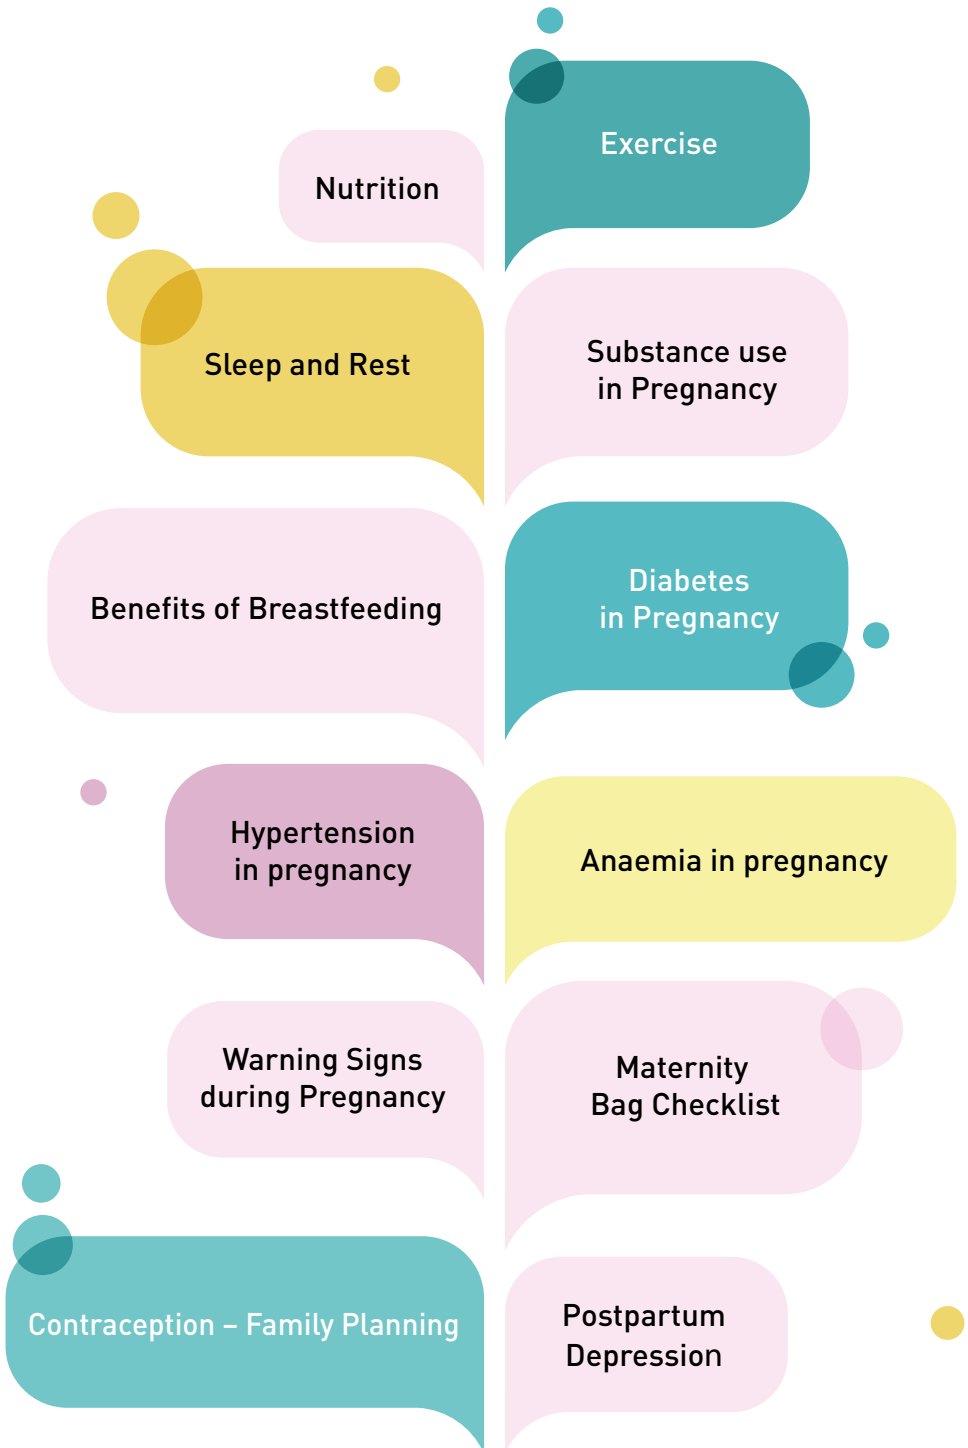 Exercise
Nutrition
Sleep and Rest
Substance use
in Pregnancy
Benefits of Breastfeeding
Diabetes
in Pregnancy
Hypertension
in pregnancy
Anaemia in pregnancy
Warning Signs
during Pregnancy
Maternity
Bag Checklist
Contraception – Family Planning
Postpartum
Depression